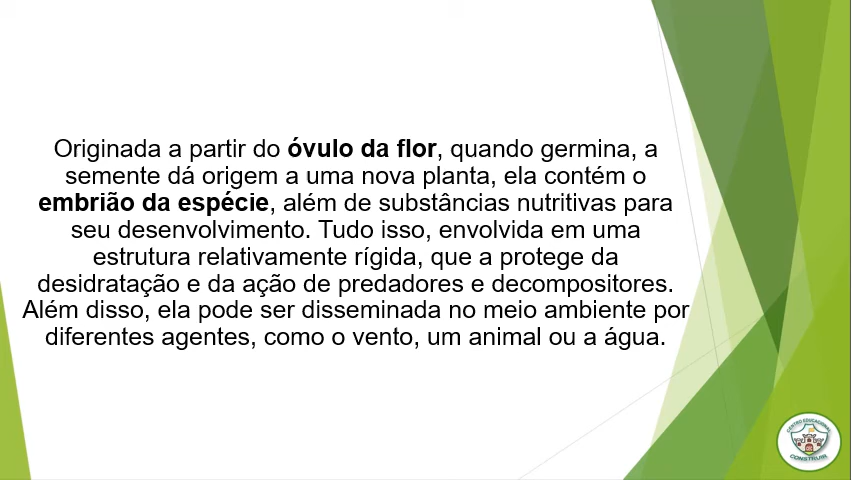 Originada a partir do óvulo da flor, quando germina, a
semente dá origem a uma nova planta, ela contém o
embrião da espécie, além de substâncias nutritivas para
seu desenvolvimento. Tudo isso, envolvida em uma
estrutura relativamente rígida, que a protege da
desidratação e da ação de predadores e decompositores.
Além disso, ela pode ser disseminada no meio ambiente por
diferentes agentes, como o vento, um animal ou a água.
CENTRO EDUCACIONAL
CONSTRUIR